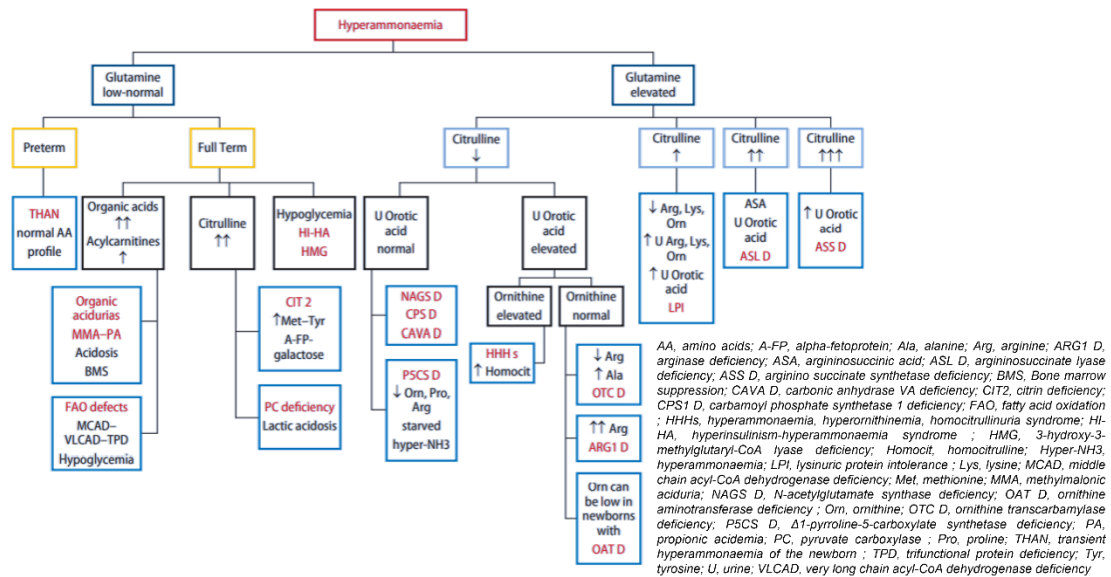 Hyperammonaemia
Glutamine
low-normal
Glutamine
elevated
Preterm
Full Term
Citrulline
↓
Citrulline
↑
Citrulline
↑↑
Citrulline
↑↑↑
THAN
normal AA
profile
Organic acids
↑↑
Acylcarnitines
↑
Citrulline
↑↑
Hypoglycemia
HI-HA
HMG
U Orotic
acid
normal
U Orotic
acid
elevated
↓ Arg, Lys,
Orn
↑ U Arg, Lys,
Orn
↑ U Orotic
acid
LPI
ASA
U Orotic
acid
ASL D
↑ U Orotic
acid
ASS D
Organic
acidurias
MMA–PA
Acidosis
BMS
FAO defects
MCAD–
VLCAD–TPD
Hypoglycemia
CIT 2
↑Met–Tyr
A-FP-
galactose
PC deficiency
Lactic acidosis
NAGS D
CPS D
CAVA D
P5CS D
↓ Orn, Pro,
Arg
starved
hyper-NH3
Ornithine
elevated
Ornithine
normal
HHH s
↑ Homocit
↓ Arg
↑ Ala
OTC D
↑↑ Arg
ARG1 D
Orn can
be low in
newborns
with
OAT D
AA, amino acids; A-FP, alpha-fetoprotein; Ala, alanine; Arg, arginine; ARG1 D,
arginase deficiency; ASA, argininosuccinic acid; ASL D, argininosuccinate lyase
deficiency; ASS D, arginino succinate synthetase deficiency; BMS, Bone marrow
suppression; CAVA D, carbonic anhydrase VA deficiency; CIT2, citrin deficiency;
CPS1 D, carbamoyl phosphate synthetase 1 deficiency; FAO, fatty acid oxidation
; HHHs, hyperammonemia, hyperornithinemia, homocitrullinuria syndrome; HI-
HA, hyperinsulinism-hyperammonemia syndrome ; HMG, 3-hydroxy-3-
methylglutaryl-CoA lyase deficiency; Homocit, homocitrulline; Hyper-NH3,
hyperammonemia; LPI, lysinuric protein intolerance ; Lys, lysine; MCAD, middle
chain acyl-CoA dehydrogenase deficiency; Met, methionine; MMA, methylmalonic
aciduria; NAGS D, N-acetylglutamate synthase deficiency; OAT D, ornithine
aminotransferase deficiency ; Orn, ornithine; OTC D, ornithine transcarbamylase
deficiency; P5CS D, Δ1-pyrroline-5-carboxylate synthetase deficiency; PA,
propionic acidemia; PC, pyruvate carboxylase ; Pro, proline; THAN, transient
hyperammonaemia of the newborn ; TPD, trifunctional protein deficiency; Tyr,
tyrosine; U, urine; VLCAD, very long chain acyl-CoA dehydrogenase deficiency